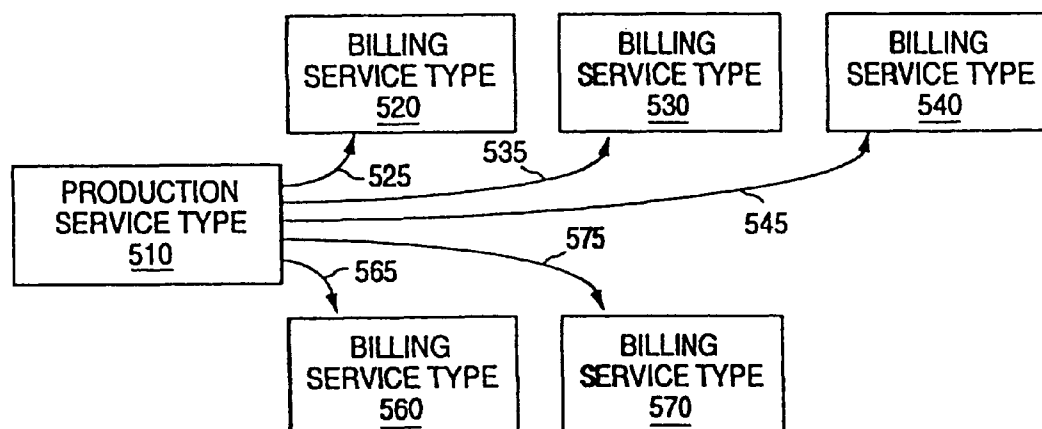 BILLING
SERVICE TYPE
520
BILLING
SERVICE TYPE
530
BILLING
SERVICE TYPE
540
535
525
PRODUCTION
SERVICE TYPE
510
545
575
565
BILLING
SERVICE TYPE
560
BILLING
SERVICE TYPE
570